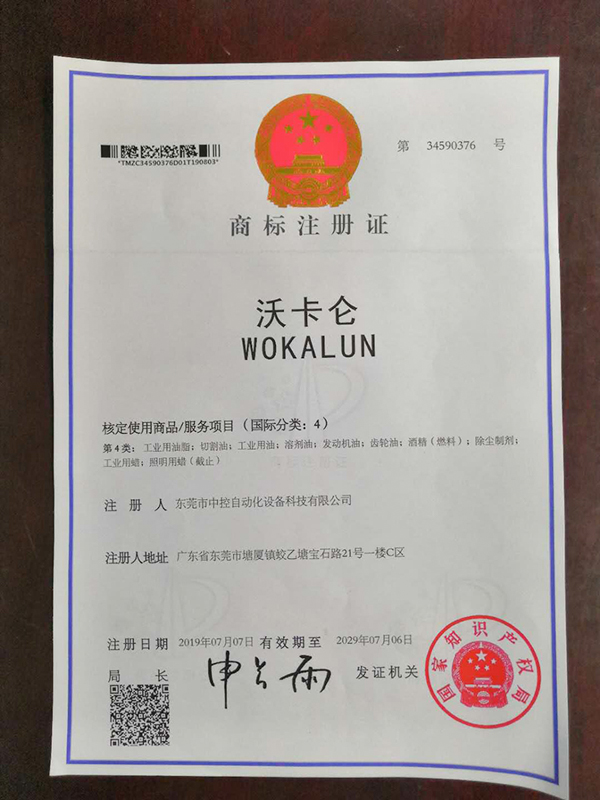 第 34590376 号
*TMZC34590376D01T190803*
商标注册证
沃卡仑
WOKALUN
核定使用商品/服务项目（国际分类：4）
第4类：工业用油脂；切割油；工业用油；溶剂油；发动机油；齿轮油；酒精（燃料）；除尘制剂；
工业用蜡；照明用蜡（截止）
注册人 东莞市中控自动化设备科技有限公司
注册人地址 广东省东莞市塘厦镇蛟乙塘宝石路21号一楼C区
注册日期 2019年07月07日 有效期至 2029年07月06日
局长 申长雨 发证机关
国家知识产权局